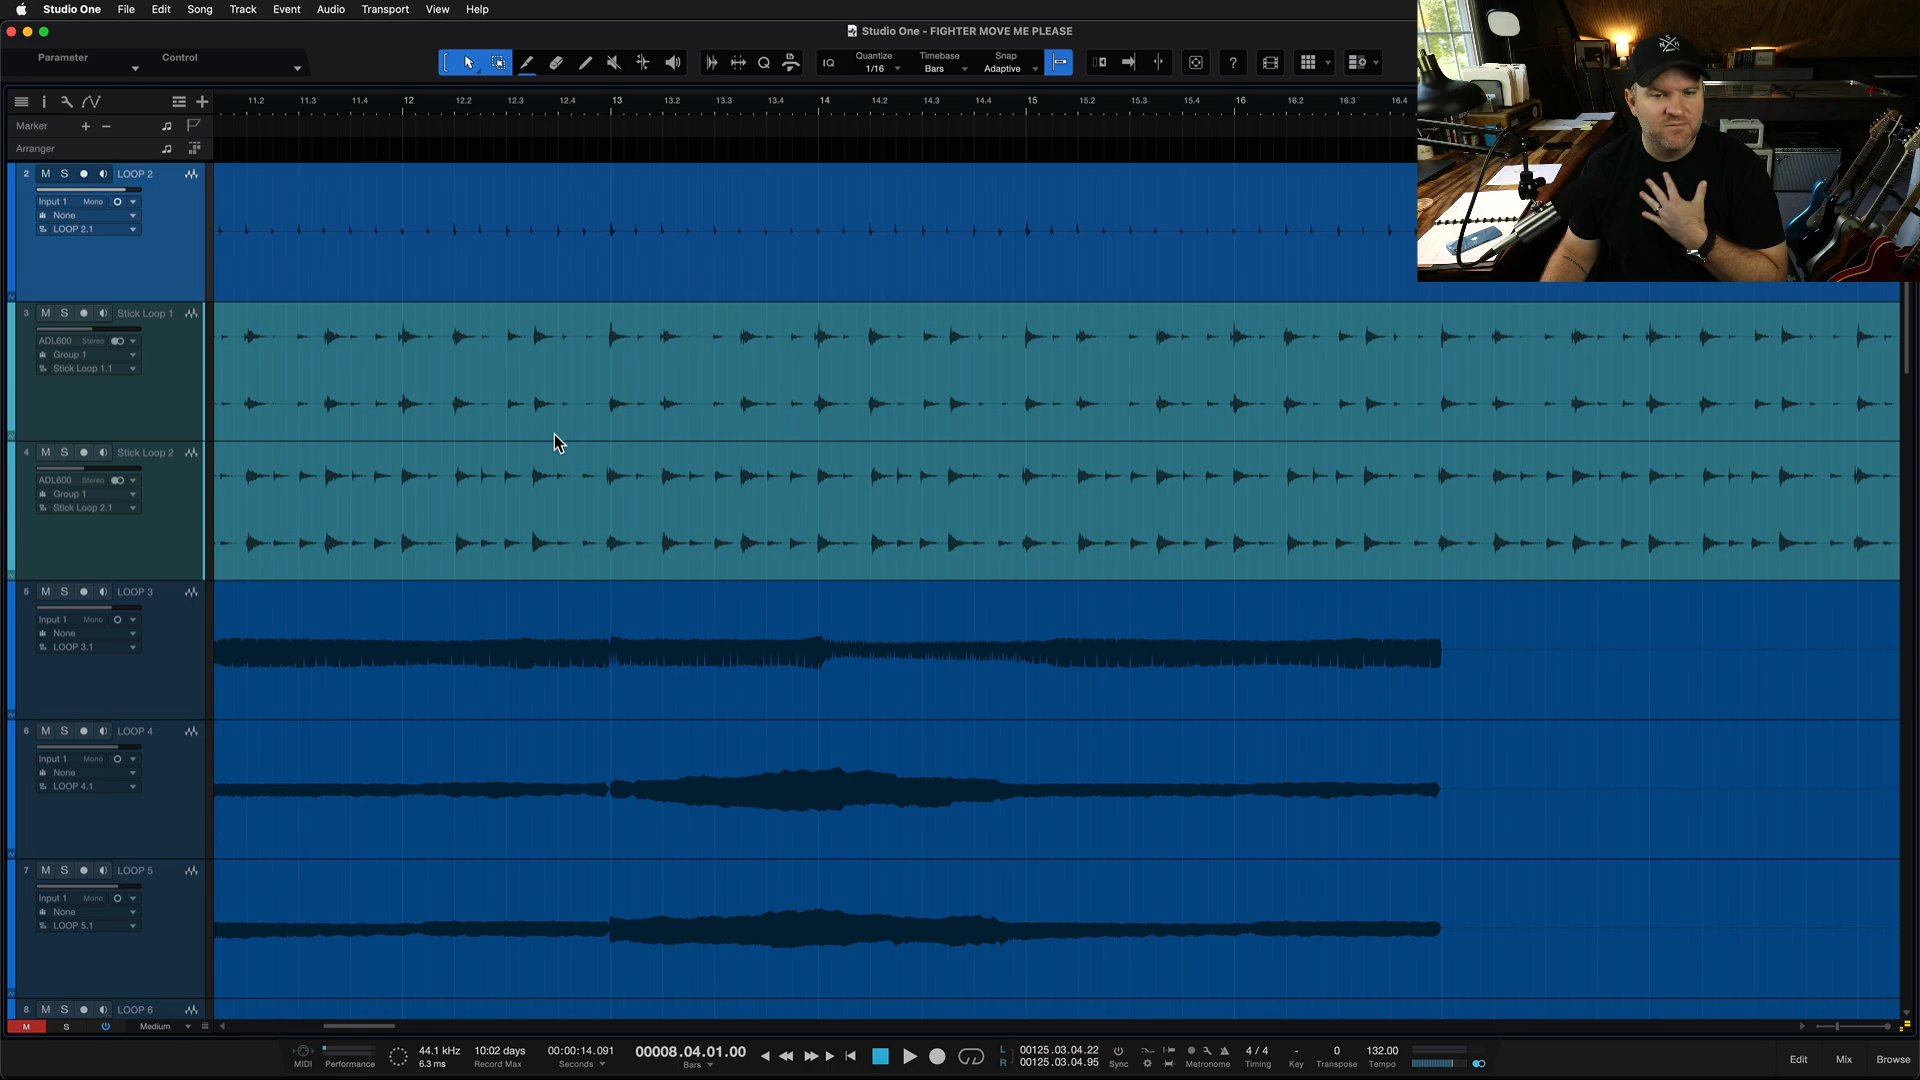 Studio One File Edit Song Track Event Audio Transport View Help
Studio One - FIGHTER MOVE ME PLEASE
Parameter Control
IQ Quantize 1/16 Timebase Bars Snap Adaptive ?
11.2 11.3 11.4 12 12.2 12.3 12.4 13 13.2 13.3 13.4 14 14.2 14.3 14.4 15 15.2 15.3 15.4 16 16.2 16.3 16.4
Marker
Arranger
2 M S LOOP 2
Input 1 Mono
None
LOOP 2.1
3 M S Stick Loop 1
ADL600 Stereo
Group 1
Stick Loop 1.1
4 M S Stick Loop 2
ADL600 Stereo
Group 1
Stick Loop 2.1
5 M S LOOP 3
Input 1 Mono
None
LOOP 3.1
6 M S LOOP 4
Input 1 Mono
None
LOOP 4.1
7 M S LOOP 5
Input 1 Mono
None
LOOP 5.1
8 M S LOOP 6
M S Medium
44.1 kHz 10:02 days 00:00:14.091 00008.04.01.00 L 00125.03.04.22 4 / 4 - 0 132.00
MIDI Performance 6.3 ms Record Max Seconds Bars R 00125.03.04.95 Sync Metronome Timing Key Transpose Tempo
Edit Mix Browse